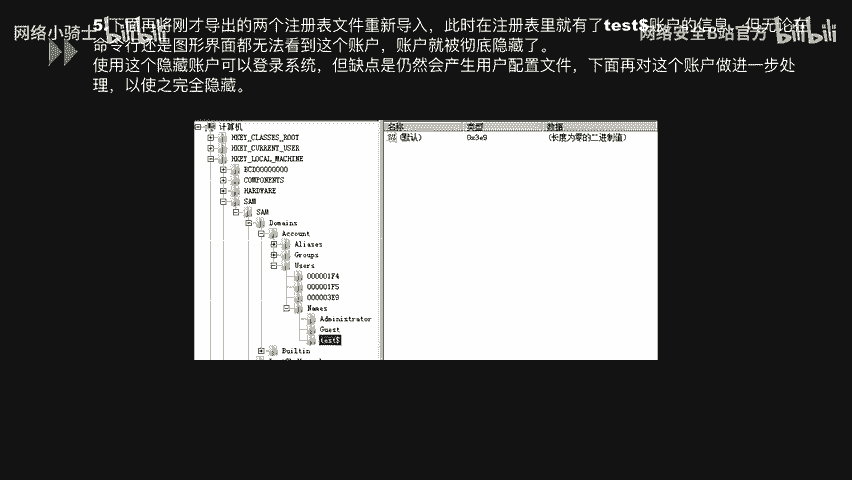 5、下面再将刚才导出的两个注册表文件重新导入，此时在注册表里就有了test$账户的信息，但无论在
命令行还是图形界面都无法看到这个账户，账户就被彻底隐藏了。
使用这个隐藏账户可以登录系统，但缺点是仍然会产生用户配置文件，下面再对这个账户做进一步处
理，以使之完全隐藏。
网络小骑士 bilibili
网络安全B站官方 bilibili
计算机
HKEY_CLASSES_ROOT
HKEY_CURRENT_USER
HKEY_LOCAL_MACHINE
BCD00000000
COMPONENTS
HARDWARE
SAM
SAM
Domains
Account
Aliases
Groups
Users
000001F4
000001F5
000003E9
Names
Administrator
Guest
test$
Builtin
名称 类型 数据
(默认) 0x3e9 (长度为零的二进制值)